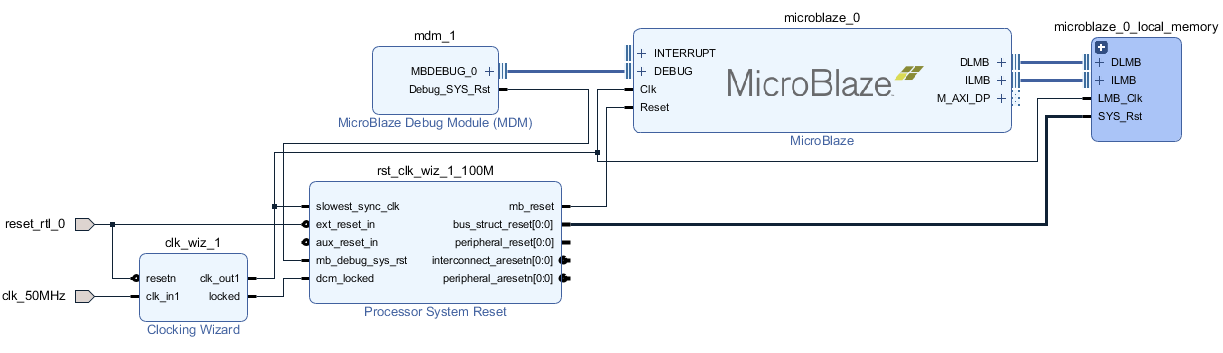 microblaze_0
microblaze_0_local_memory
mdm_1
INTERRUPT
MBDEBUG_0
DEBUG
Debug_SYS_Rst
Clk
Reset
MicroBlaze
DLMB
ILMB
M_AXI_DP
DLMB
ILMB
LMB_Clk
SYS_Rst
MicroBlaze Debug Module (MDM)
MicroBlaze
rst_clk_wiz_1_100M
slowest_sync_clk
mb_reset
reset_rtl_0
ext_reset_in
bus_struct_reset[0:0]
aux_reset_in
peripheral_reset[0:0]
clk_wiz_1
mb_debug_sys_rst
interconnect_aresetn[0:0]
resetn
clk_out1
dcm_locked
peripheral_aresetn[0:0]
clk_50MHz
clk_in1
locked
Processor System Reset
Clocking Wizard